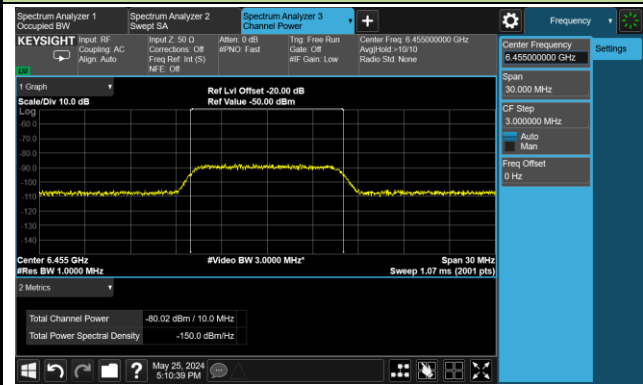 Spectrum Analyzer 1
Occupied BW
Spectrum Analyzer 2
Swept SA
Spectrum Analyzer 3
Channel Power
Frequency
KEYSIGHT
Input: RF
Coupling: AC
Align: Auto
Input Z: 50 Ω
Corrections: Off
Freq Ref: Int (S)
NFE: Off
Atten: 0 dB
#PNO: Fast
Trig: Free Run
Gate: Off
#IF Gain: Low
Center Freq: 6.455000000 GHz
Avg|Hold:>10/10
Radio Std: None
Center Frequency
6.455000000 GHz
Settings
Span
30.000 MHz
CF Step
3.000000 MHz
Auto
Man
Freq Offset
0 Hz
1 Graph
Scale/Div 10.0 dB
Ref Lvl Offset -20.00 dB
Ref Value -50.00 dBm
Log
-60.0
-70.0
-80.0
-90.0
-100
-110
-120
-130
-140
Center 6.455 GHz
#Res BW 1.0000 MHz
#Video BW 3.0000 MHz*
Span 30 MHz
Sweep 1.07 ms (2001 pts)
2 Metrics
Total Channel Power -80.02 dBm / 10.0 MHz
Total Power Spectral Density -150.0 dBm/Hz
May 25, 2024
5:10:39 PM